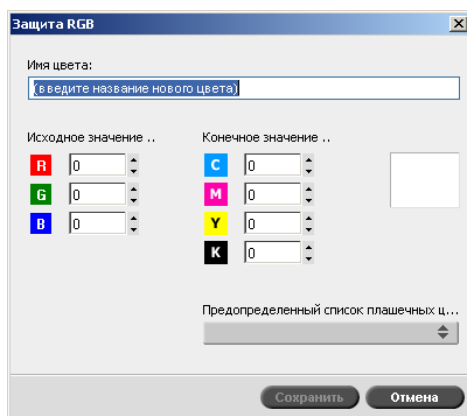 Защита RGB
Имя цвета:
(введите название нового цвета)
Исходное значение .. Конечное значение ..
R 0 C 0
G 0 M 0
B 0 Y 0
K 0
Предопределенный список плашечных ц...
Сохранить Отмена